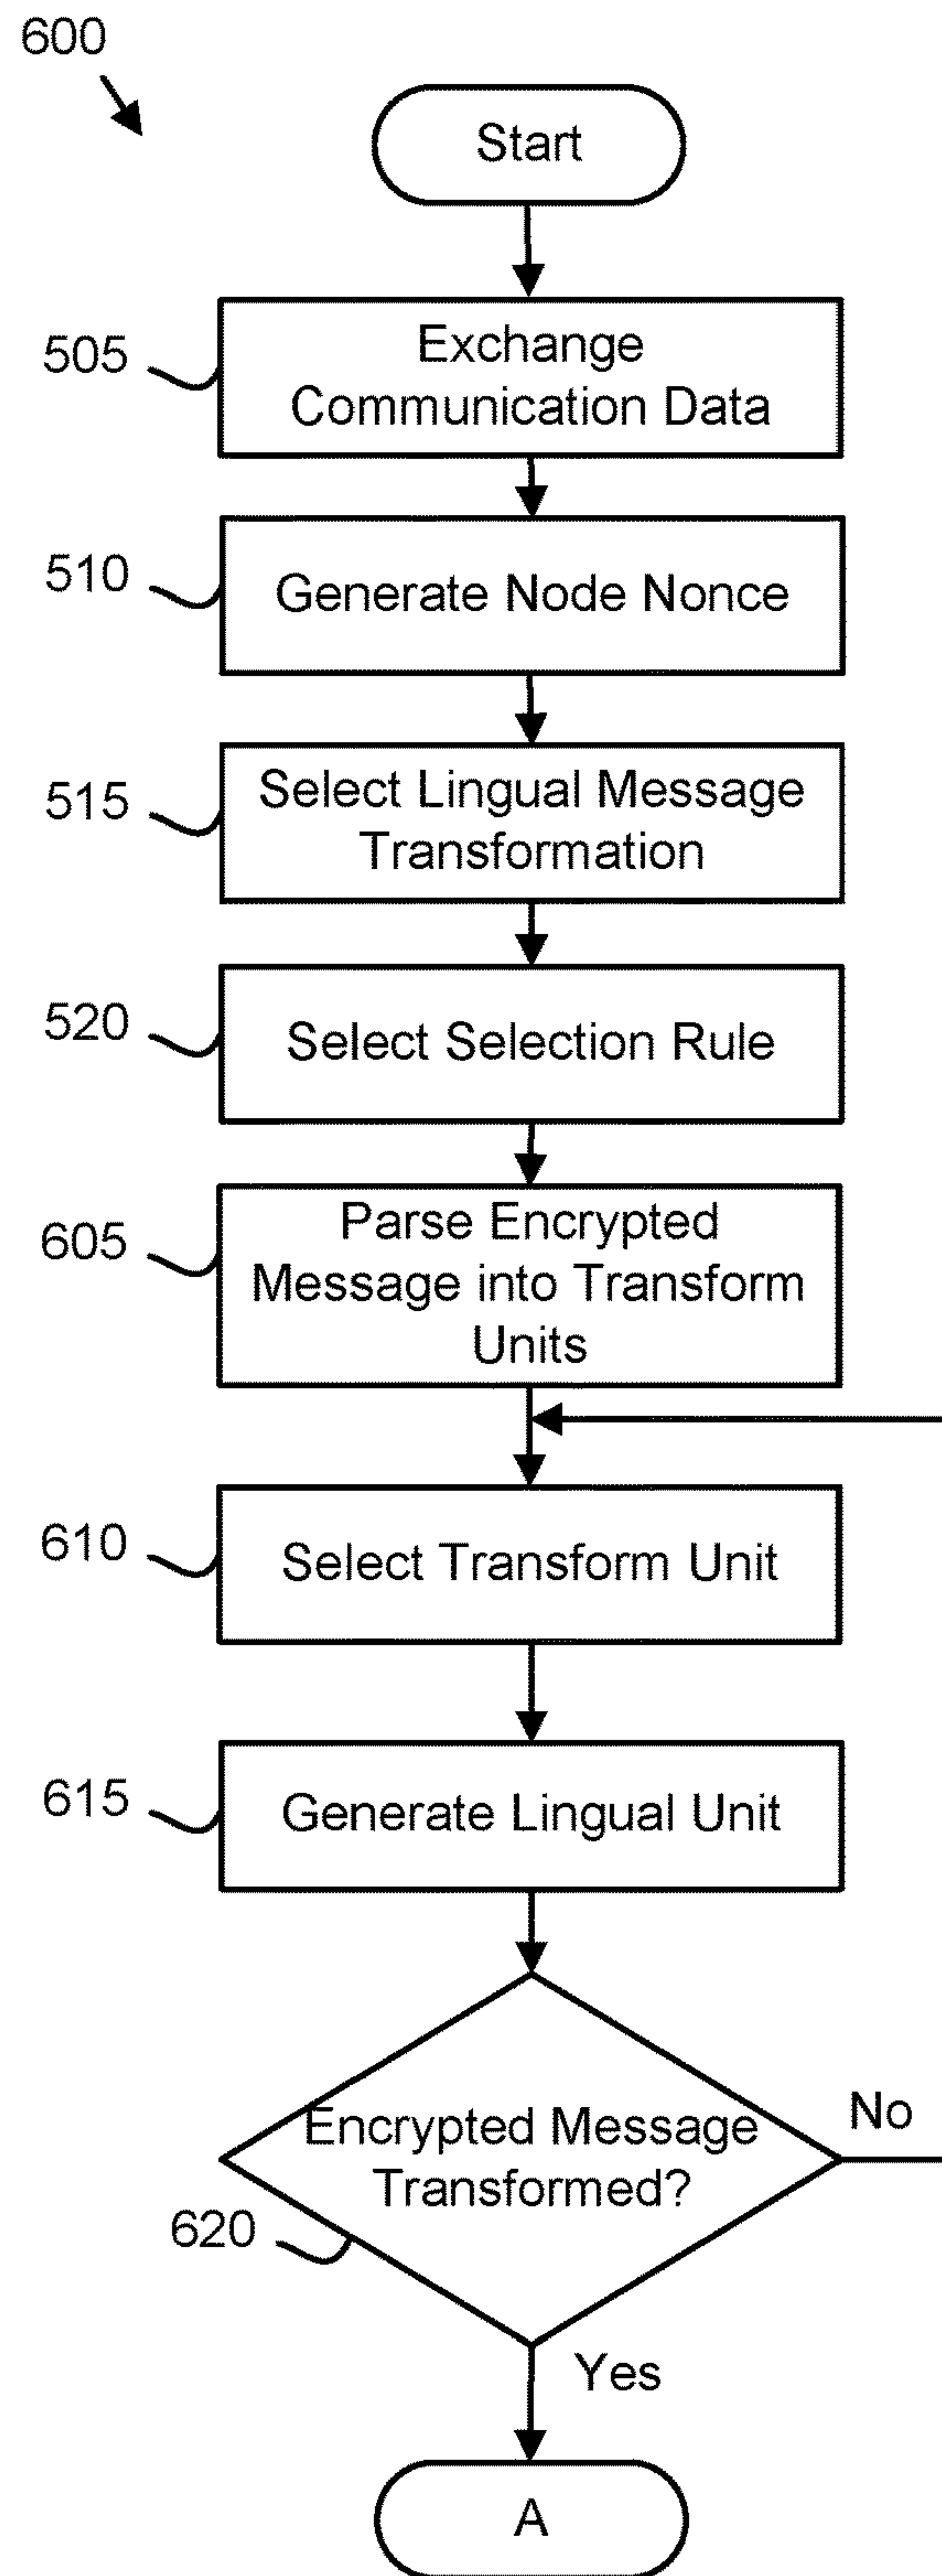 600
Start
505
Exchange
Communication Data
510
Generate Node Nonce
515
Select Lingual Message
Transformation
520
Select Selection Rule
605
Parse Encrypted
Message into Transform
Units
610
Select Transform Unit
615
Generate Lingual Unit
Encrypted Message
Transformed?
No
620
Yes
A